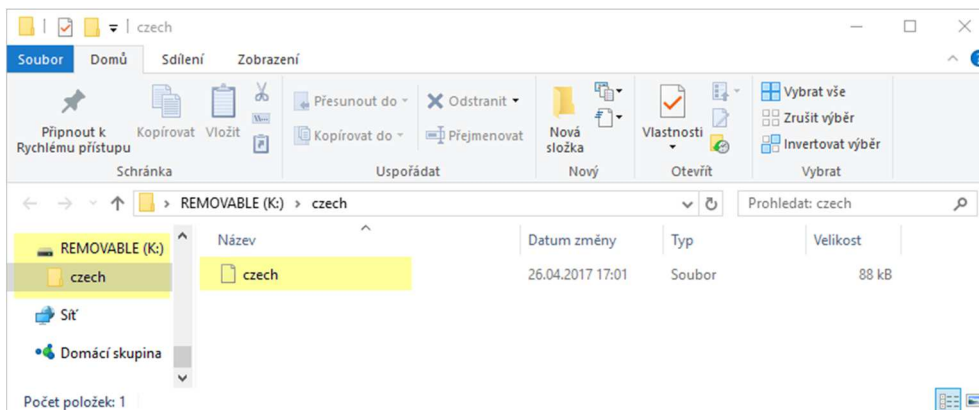 czech
Soubor Domů Sdílení Zobrazení
Připnout k Rychlému přístupu
Kopírovat
Vložit
Schránka
Přesunout do
Kopírovat do
Odstranit
Přejmenovat
Uspořádat
Nová složka
Nový
Vlastnosti
Otevřít
Vybrat vše
Zrušit výběr
Invertovat výběr
Vybrat
REMOVABLE (K:) › czech
Prohledat: czech
REMOVABLE (K:)
czech
Síť
Domácí skupina
Název Datum změny Typ Velikost
czech 26.04.2017 17:01 Soubor 88 kB
Počet položek: 1